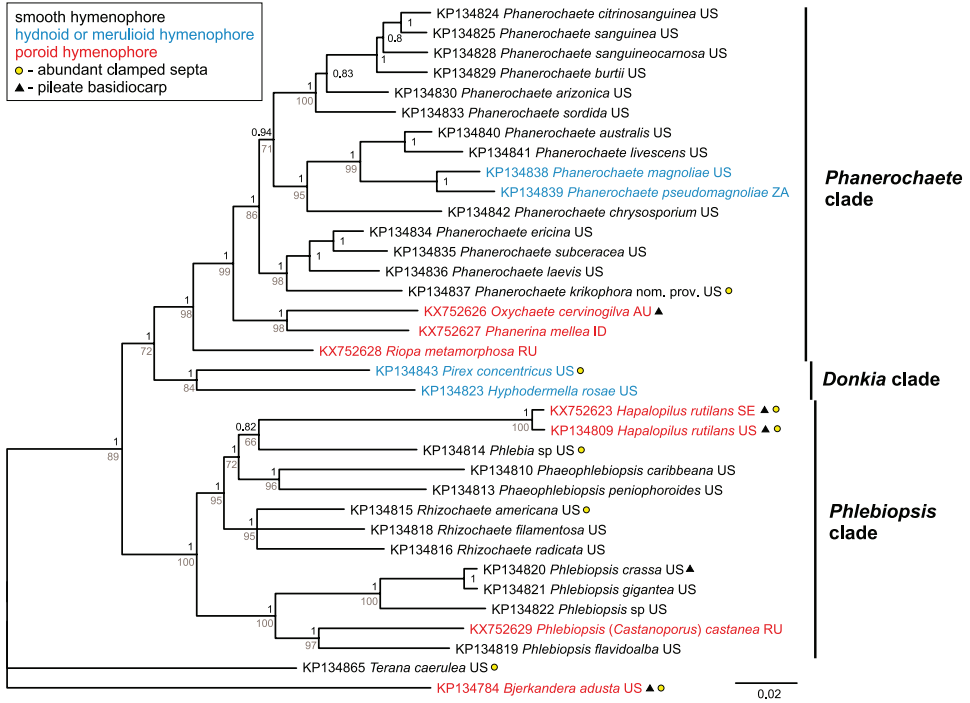 smooth hymenophore
hydnoid or merulioid hymenophore
poroid hymenophore
- abundant clamped septa
- pileate basidiocarp
KP134824 Phanerochaete citrinosanguinea US
1
KP134825 Phanerochaete sanguinea US
0.8
KP134828 Phanerochaete sanguineocarnosa US
1
KP134829 Phanerochaete burtii US
0.83
1
100
KP134830 Phanerochaete arizonica US
KP134833 Phanerochaete sordida US
0.94
71
KP134840 Phanerochaete australis US
1
KP134841 Phanerochaete livescens US
1
99
KP134838 Phanerochaete magnoliae US
1
KP134839 Phanerochaete pseudomagnoliae ZA
1
95
KP134842 Phanerochaete chrysosporium US
1
86
KP134834 Phanerochaete ericina US
1
KP134835 Phanerochaete subceracea US
1
KP134836 Phanerochaete laevis US
1
98
KP134837 Phanerochaete krikophora nom. prov. US
1
99
KX752626 Oxychaete cervinogilva AU
1
98
KX752627 Phanerina mellea ID
1
98
KX752628 Riopa metamorphosa RU
Phanerochaete
clade
1
72
KP134843 Pirex concentricus US
1
84
KP134823 Hyphodermella rosae US
Donkia clade
KX752623 Hapalopilus rutilans SE
1
100
KP134809 Hapalopilus rutilans US
0.82
66
KP134814 Phlebia sp US
1
72
KP134810 Phaeophlebiopsis caribbeana US
1
96
KP134813 Phaeophlebiopsis peniophoroides US
1
95
KP134815 Rhizochaete americana US
1
95
KP134818 Rhizochaete filamentosa US
KP134816 Rhizochaete radicata US
1
89
1
100
KP134820 Phlebiopsis crassa US
1
KP134821 Phlebiopsis gigantea US
1
100
KP134822 Phlebiopsis sp US
1
100
KX752629 Phlebiopsis (Castanoporus) castanea RU
1
97
KP134819 Phlebiopsis flavidoalba US
Phlebiopsis
clade
KP134865 Terana caerulea US
KP134784 Bjerkandera adusta US
0.02